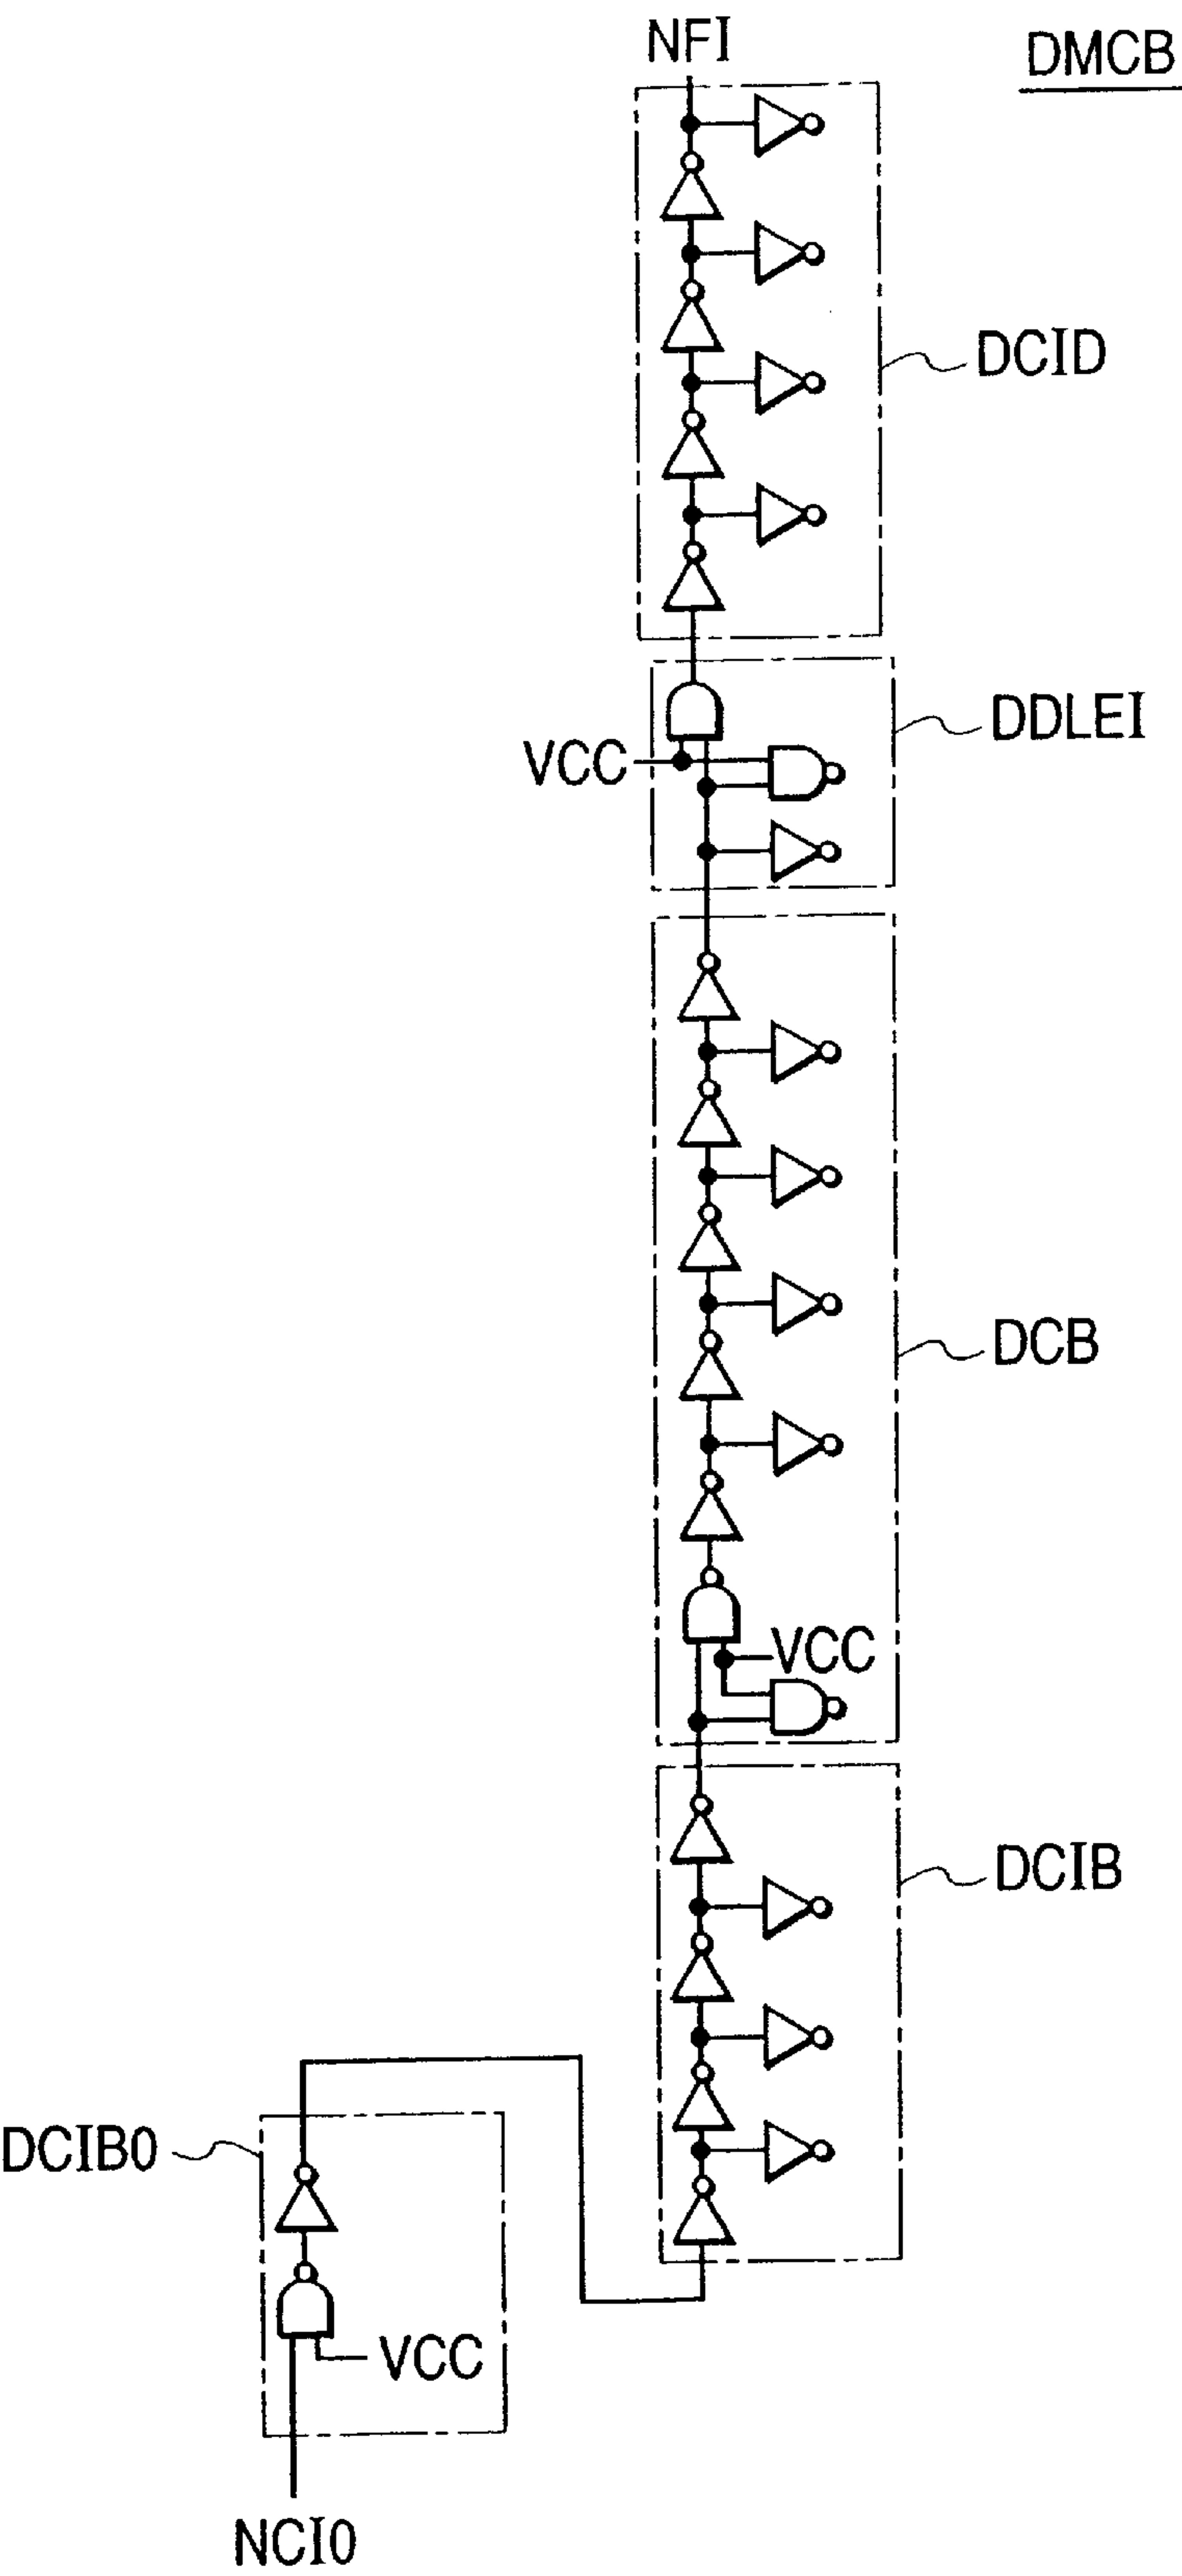 NFI
DMCB
DCID
DDLEI
VCC
DCB
VCC
DCIB
DCIB0
VCC
NCI0